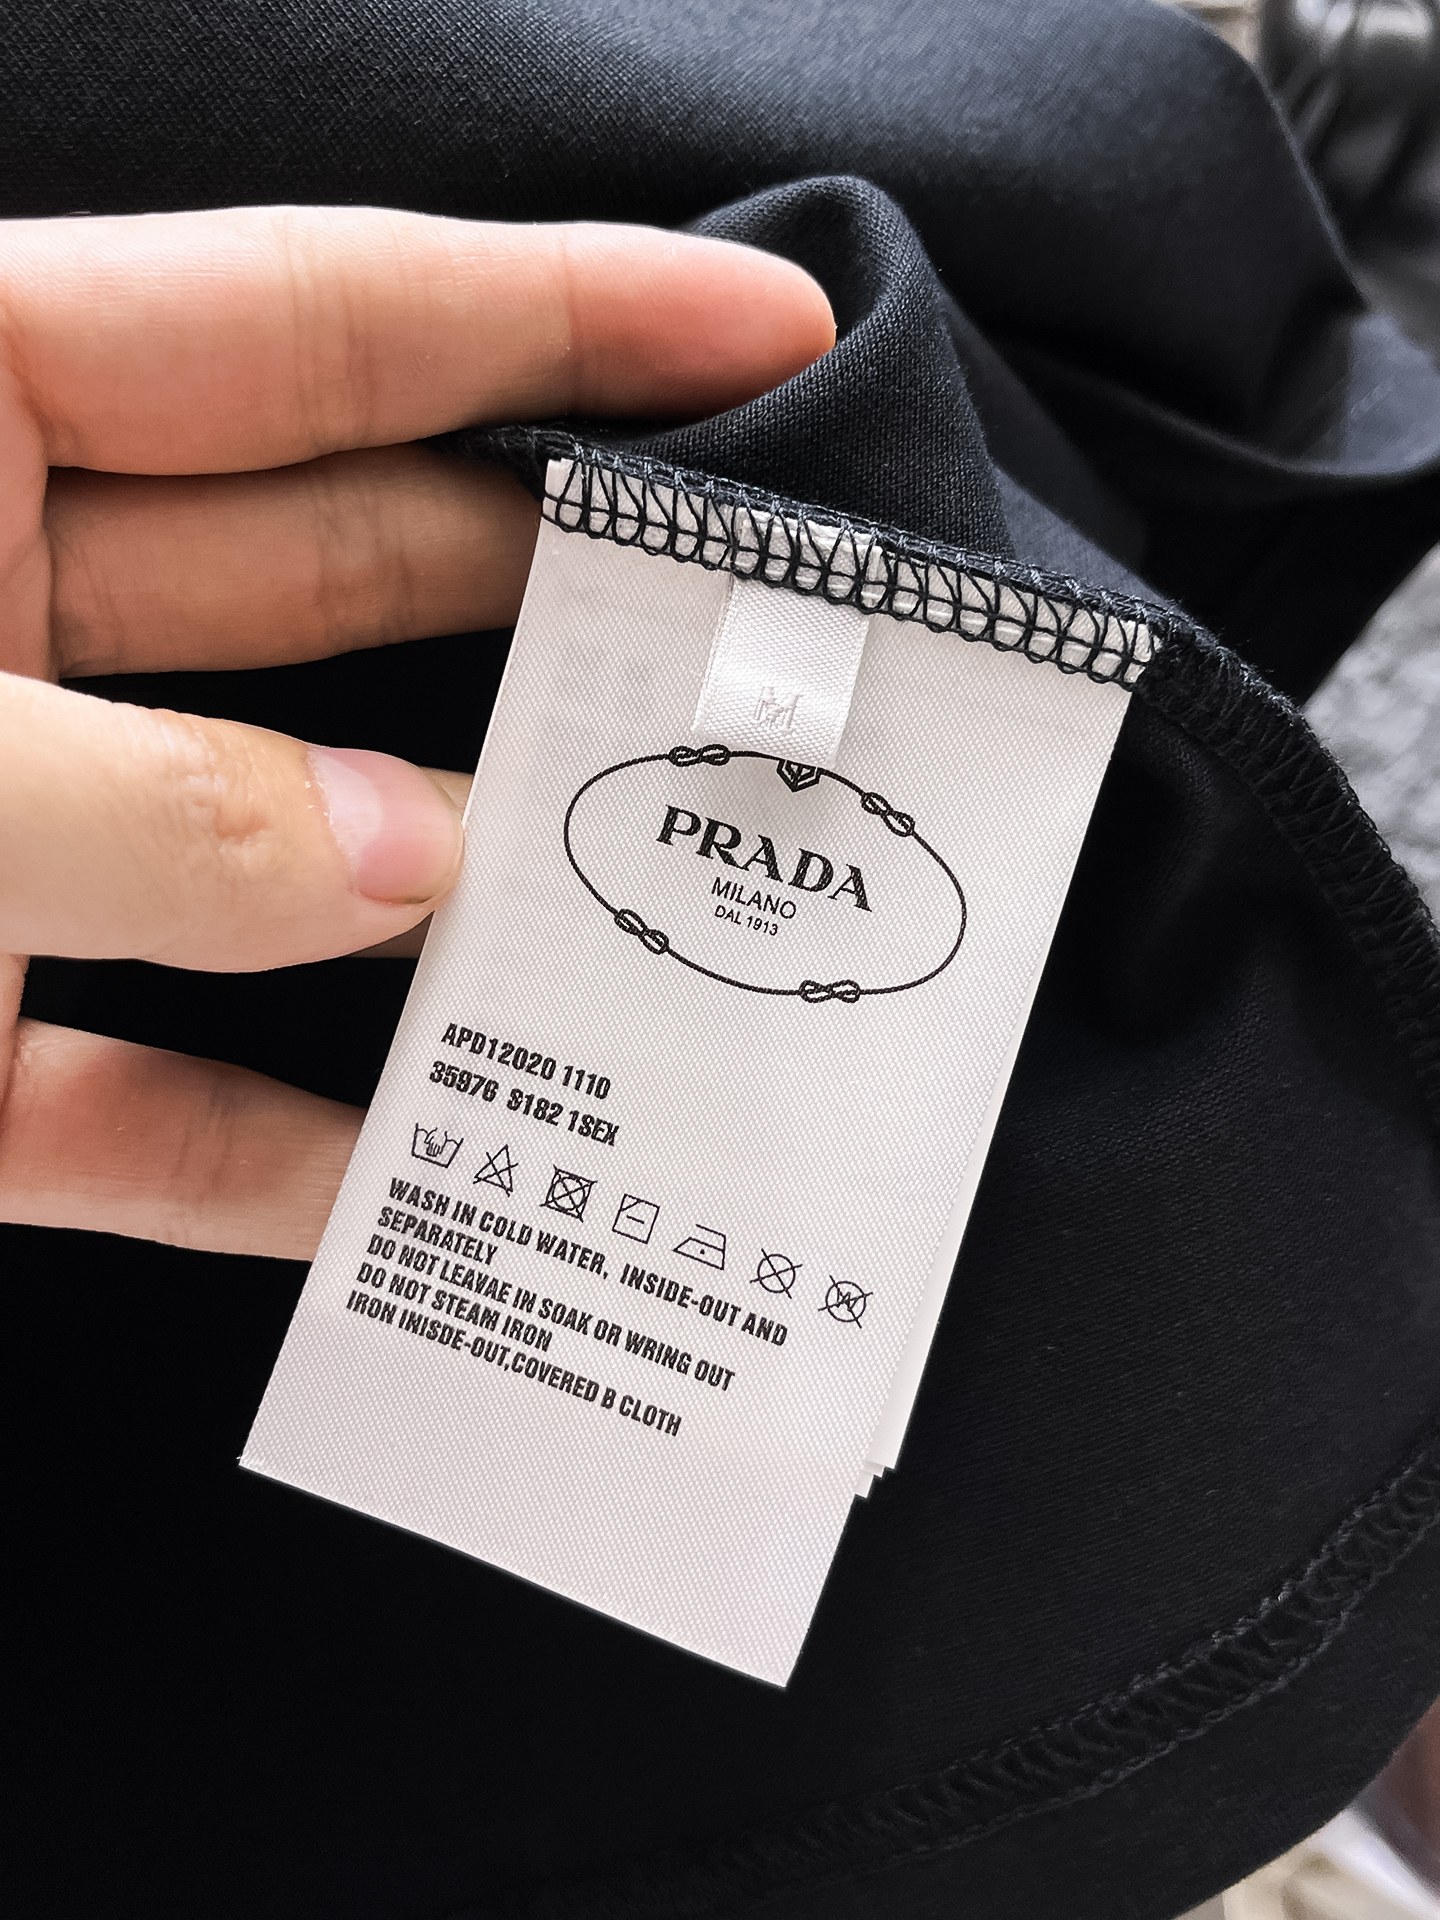 M
PRADA
MILANO
DAL 1913
APD12020 1110
35976 S182 1SEX
WASH IN COLD WATER, INSIDE-OUT AND
SEPARATELY
DO NOT LEAVAE IN SOAK OR WRING OUT
DO NOT STEAM IRON
IRON INISDE-OUT,COVERED B CLOTH